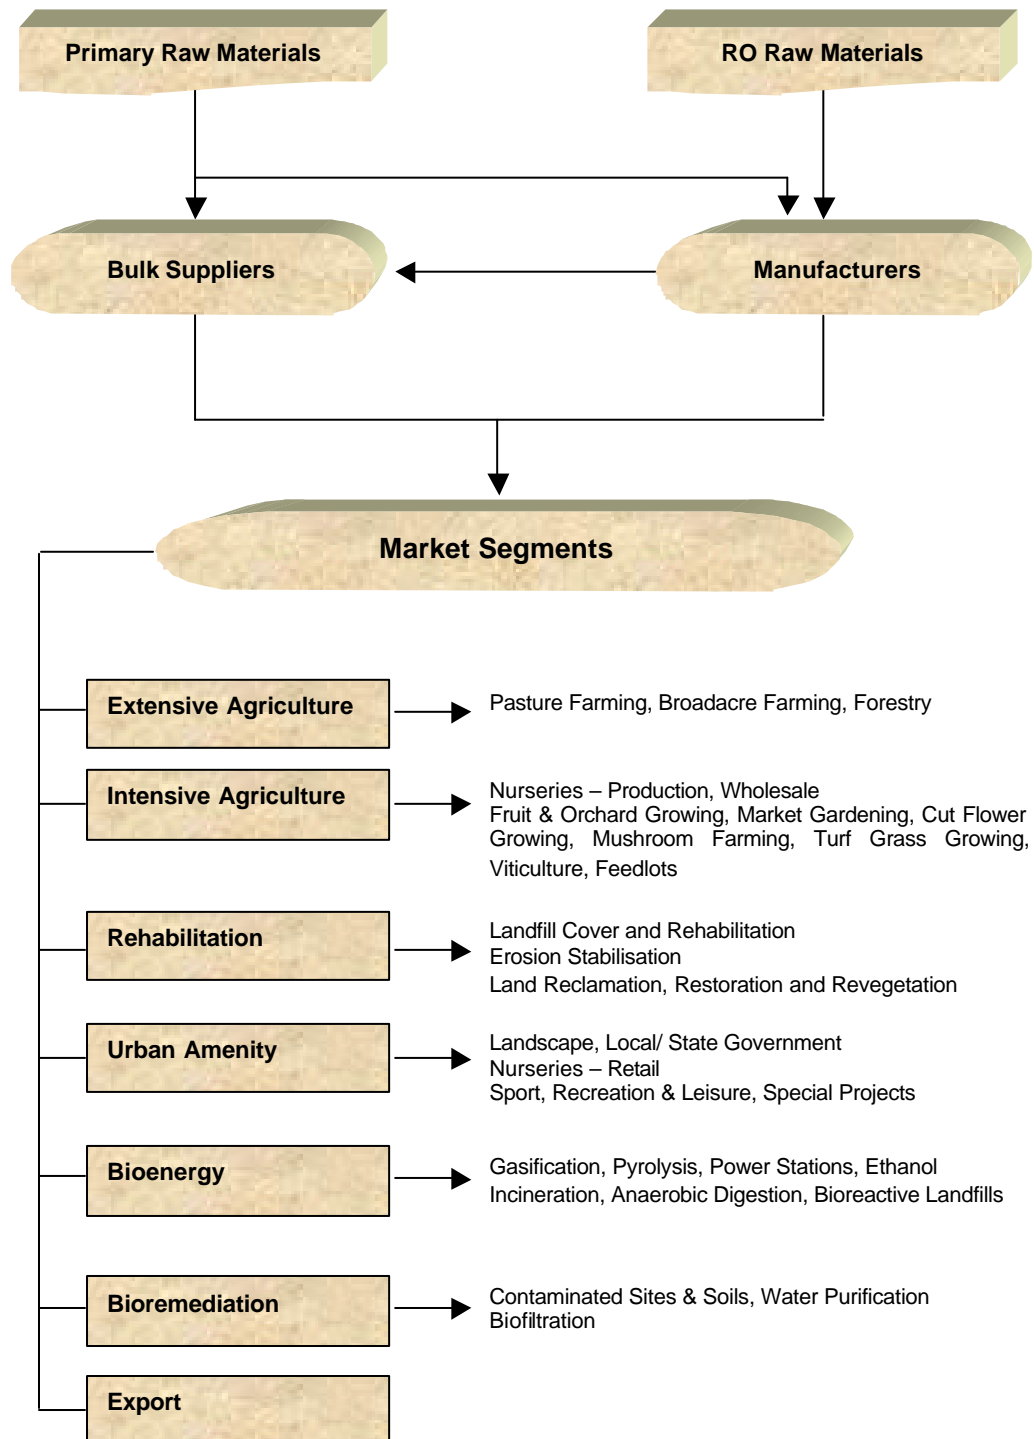 Primary Raw Materials
RO Raw Materials
Bulk Suppliers
Manufacturers
Market Segments
Extensive Agriculture
Pasture Farming, Broadacre Farming, Forestry
Intensive Agriculture
Nurseries – Production, Wholesale
Fruit & Orchard Growing, Market Gardening, Cut Flower
Growing, Mushroom Farming, Turf Grass Growing,
Viticulture, Feedlots
Rehabilitation
Landfill Cover and Rehabilitation
Erosion Stabilisation
Land Reclamation, Restoration and Revegetation
Urban Amenity
Landscape, Local/ State Government
Nurseries – Retail
Sport, Recreation & Leisure, Special Projects
Bioenergy
Gasification, Pyrolysis, Power Stations, Ethanol
Incineration, Anaerobic Digestion, Bioreactive Landfills
Bioremediation
Contaminated Sites & Soils, Water Purification
Biofiltration
Export